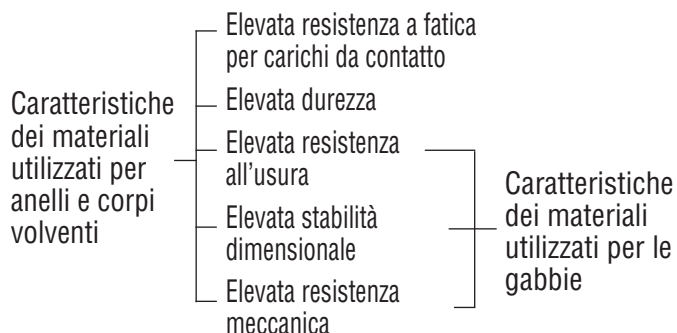 Caratteristiche
dei materiali
utilizzati per
anelli e corpi
volventi
Elevata resistenza a fatica
per carichi da contatto
Elevata durezza
Elevata resistenza
all'usura
Elevata stabilità
dimensionale
Elevata resistenza
meccanica
Caratteristiche
dei materiali
utilizzati per le
gabbie